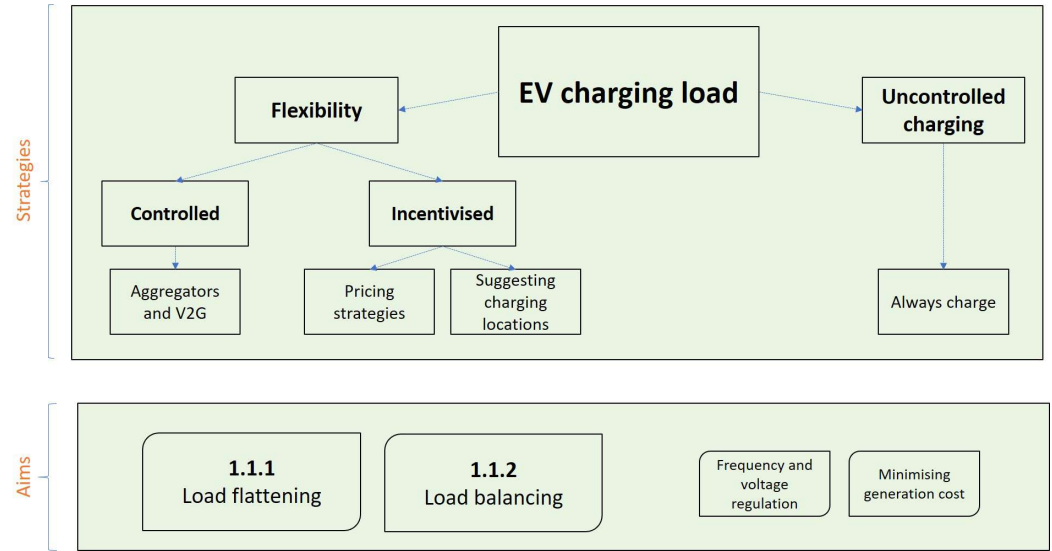 Strategies
EV charging load
Flexibility
Uncontrolled
charging
Controlled
Incentivised
Aggregators
and V2G
Pricing
strategies
Suggesting
charging
locations
Always charge
Aims
1.1.1
Load flattening
1.1.2
Load balancing
Frequency and
voltage
regulation
Minimising
generation cost